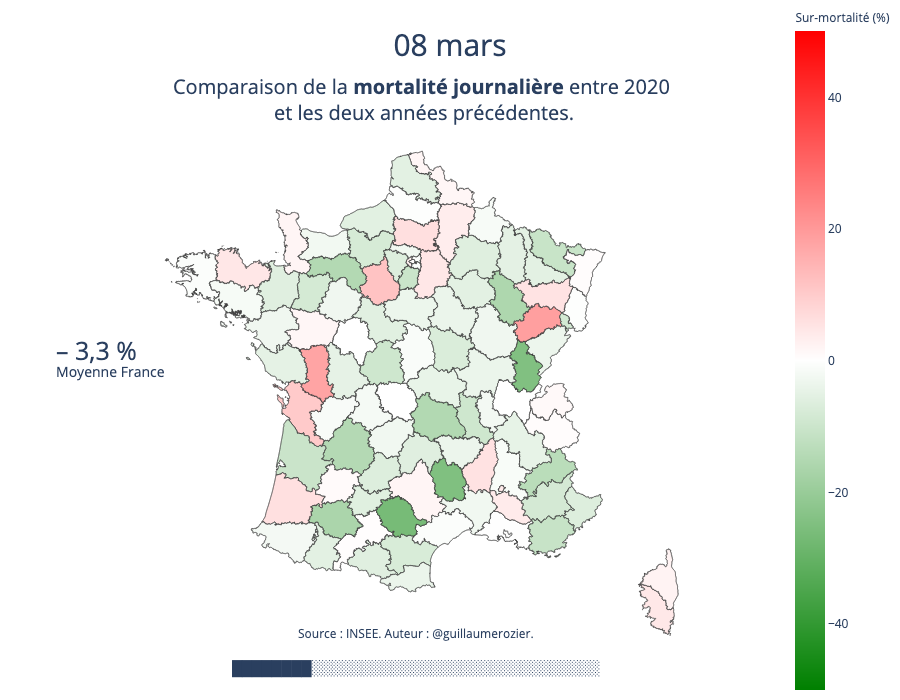 Sur-mortalité (%)
08 mars
Comparaison de la mortalité journalière entre 2020
et les deux années précédentes.
40
20
0
−20
−40
– 3,3 %
Moyenne France
Source : INSEE. Auteur : @guillaumerozier.